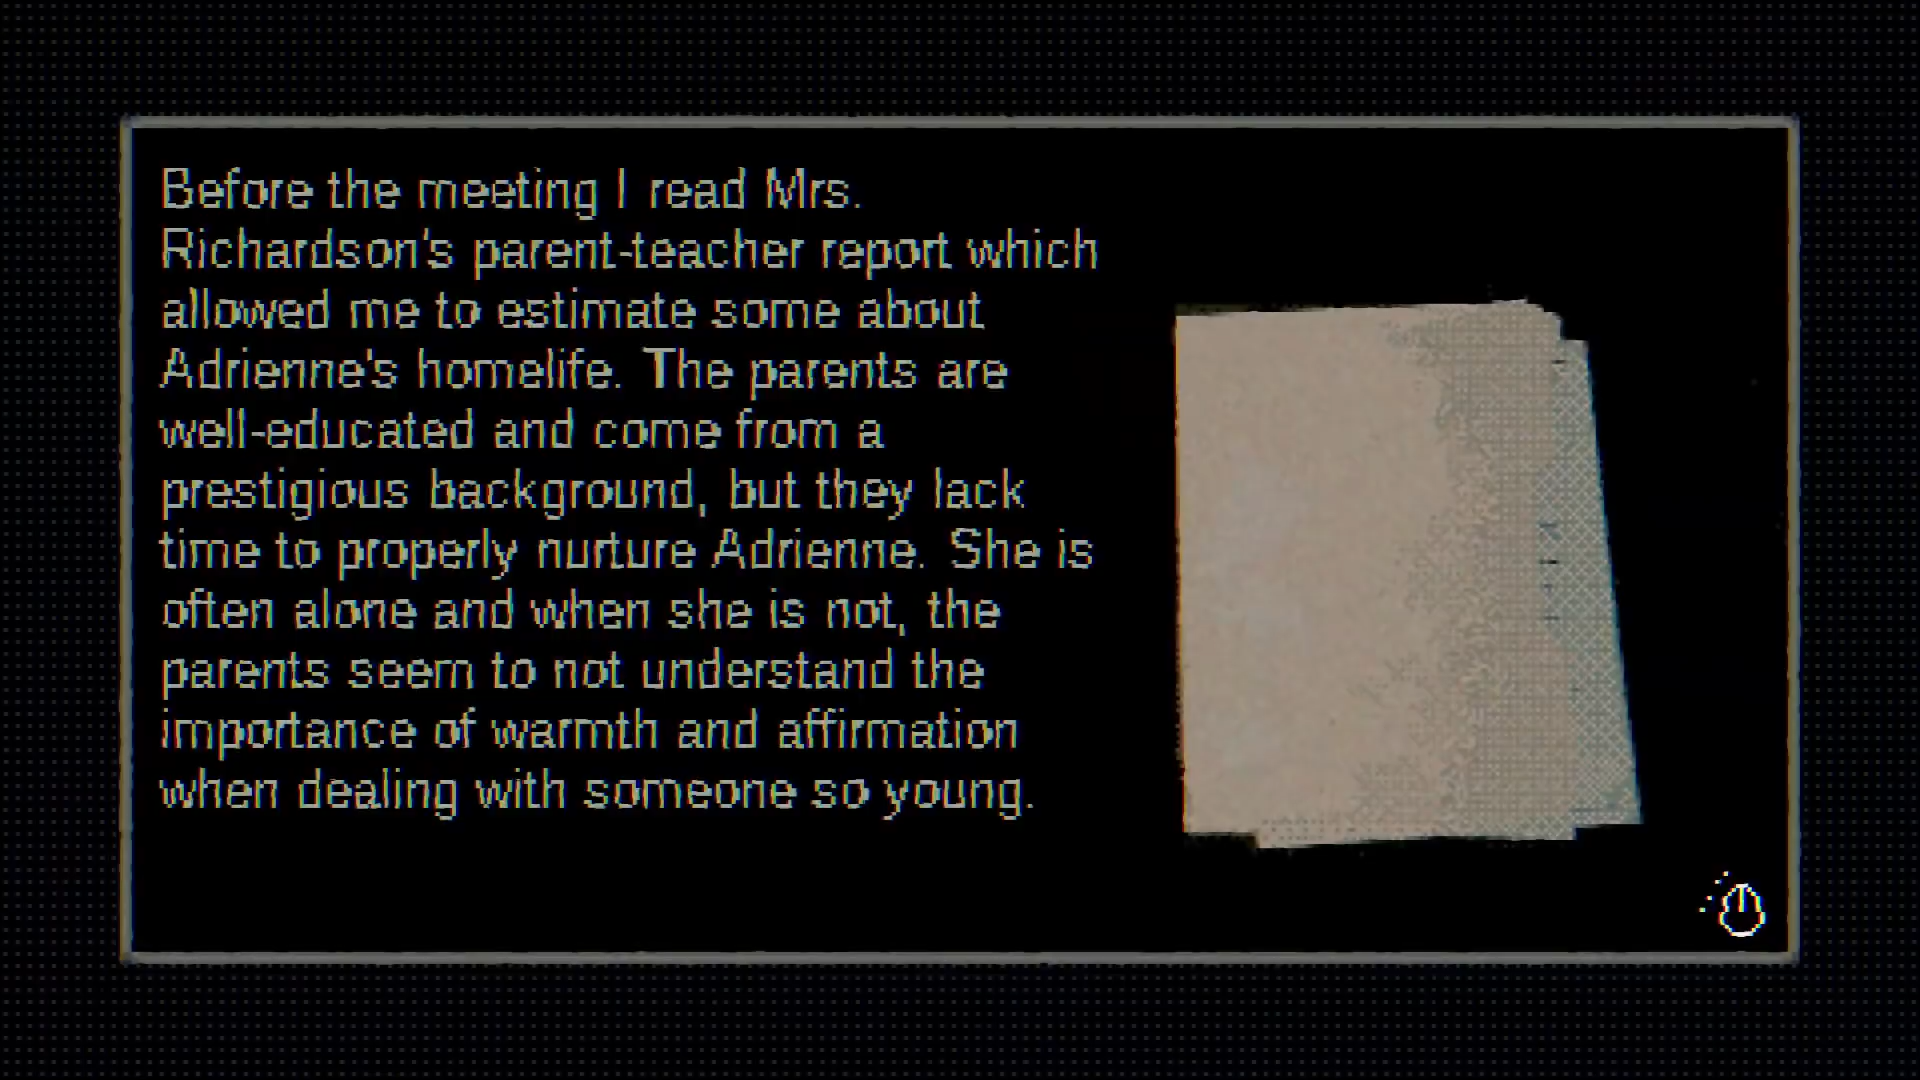 Before the meeting I read Mrs.
Richardson's parent-teacher report which
allowed me to estimate some about
Adrienne's homelife. The parents are
well-educated and come from a
prestigious background, but they lack
time to properly nurture Adrienne. She is
often alone and when she is not, the
parents seem to not understand the
importance of warmth and affirmation
when dealing with someone so young.